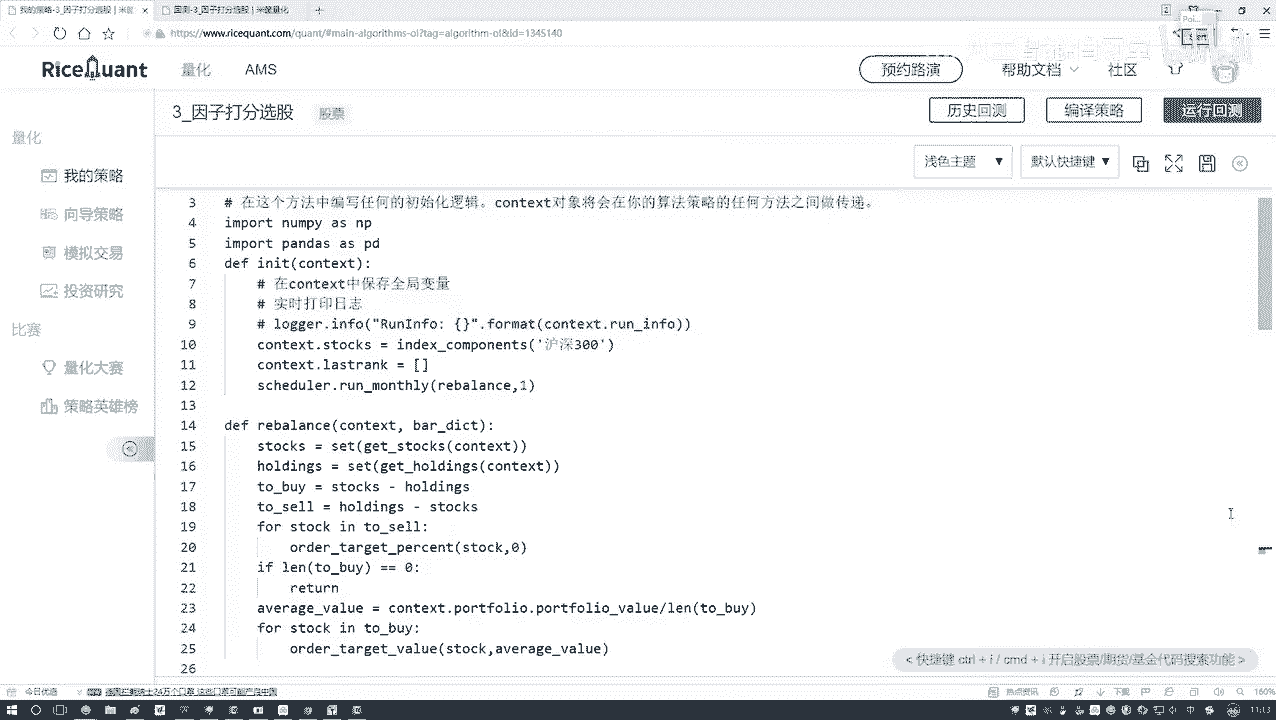 我的策略-3_因子打分选股 | 米筐
回测-3_因子打分选股 | 米筐量化
https://www.ricequant.com/quant/#main-algorithms-ol?tag=algorithm-ol&id=1345140
RiceQuant 量化 AMS 预约路演 帮助文档 社区
3_因子打分选股 股票 历史回测 编译策略 运行回测
浅色主题 默认快捷键
量化
我的策略
向导策略
模拟交易
投资研究
比赛
量化大赛
策略英雄榜
3 # 在这个方法中编写任何的初始化逻辑。context对象将会在你的算法策略的任何方法之间做传递。
4 import numpy as np
5 import pandas as pd
6 def init(context):
7 # 在context中保存全局变量
8 # 实时打印日志
9 # logger.info("RunInfo: {}".format(context.run_info))
10 context.stocks = index_components('沪深300')
11 context.lastrank = []
12 scheduler.run_monthly(rebalance,1)
13
14 def rebalance(context, bar_dict):
15 stocks = set(get_stocks(context))
16 holdings = set(get_holdings(context))
17 to_buy = stocks - holdings
18 to_sell = holdings - stocks
19 for stock in to_sell:
20 order_target_percent(stock,0)
21 if len(to_buy) == 0:
22 return
23 average_value = context.portfolio.portfolio_value/len(to_buy)
24 for stock in to_buy:
25 order_target_value(stock,average_value)
26
< 快捷键 ctrl + i / cmd + i 开启股票/期货/基金代码搜索功能 >
今日优选
热点资讯 下载 160%
11:13